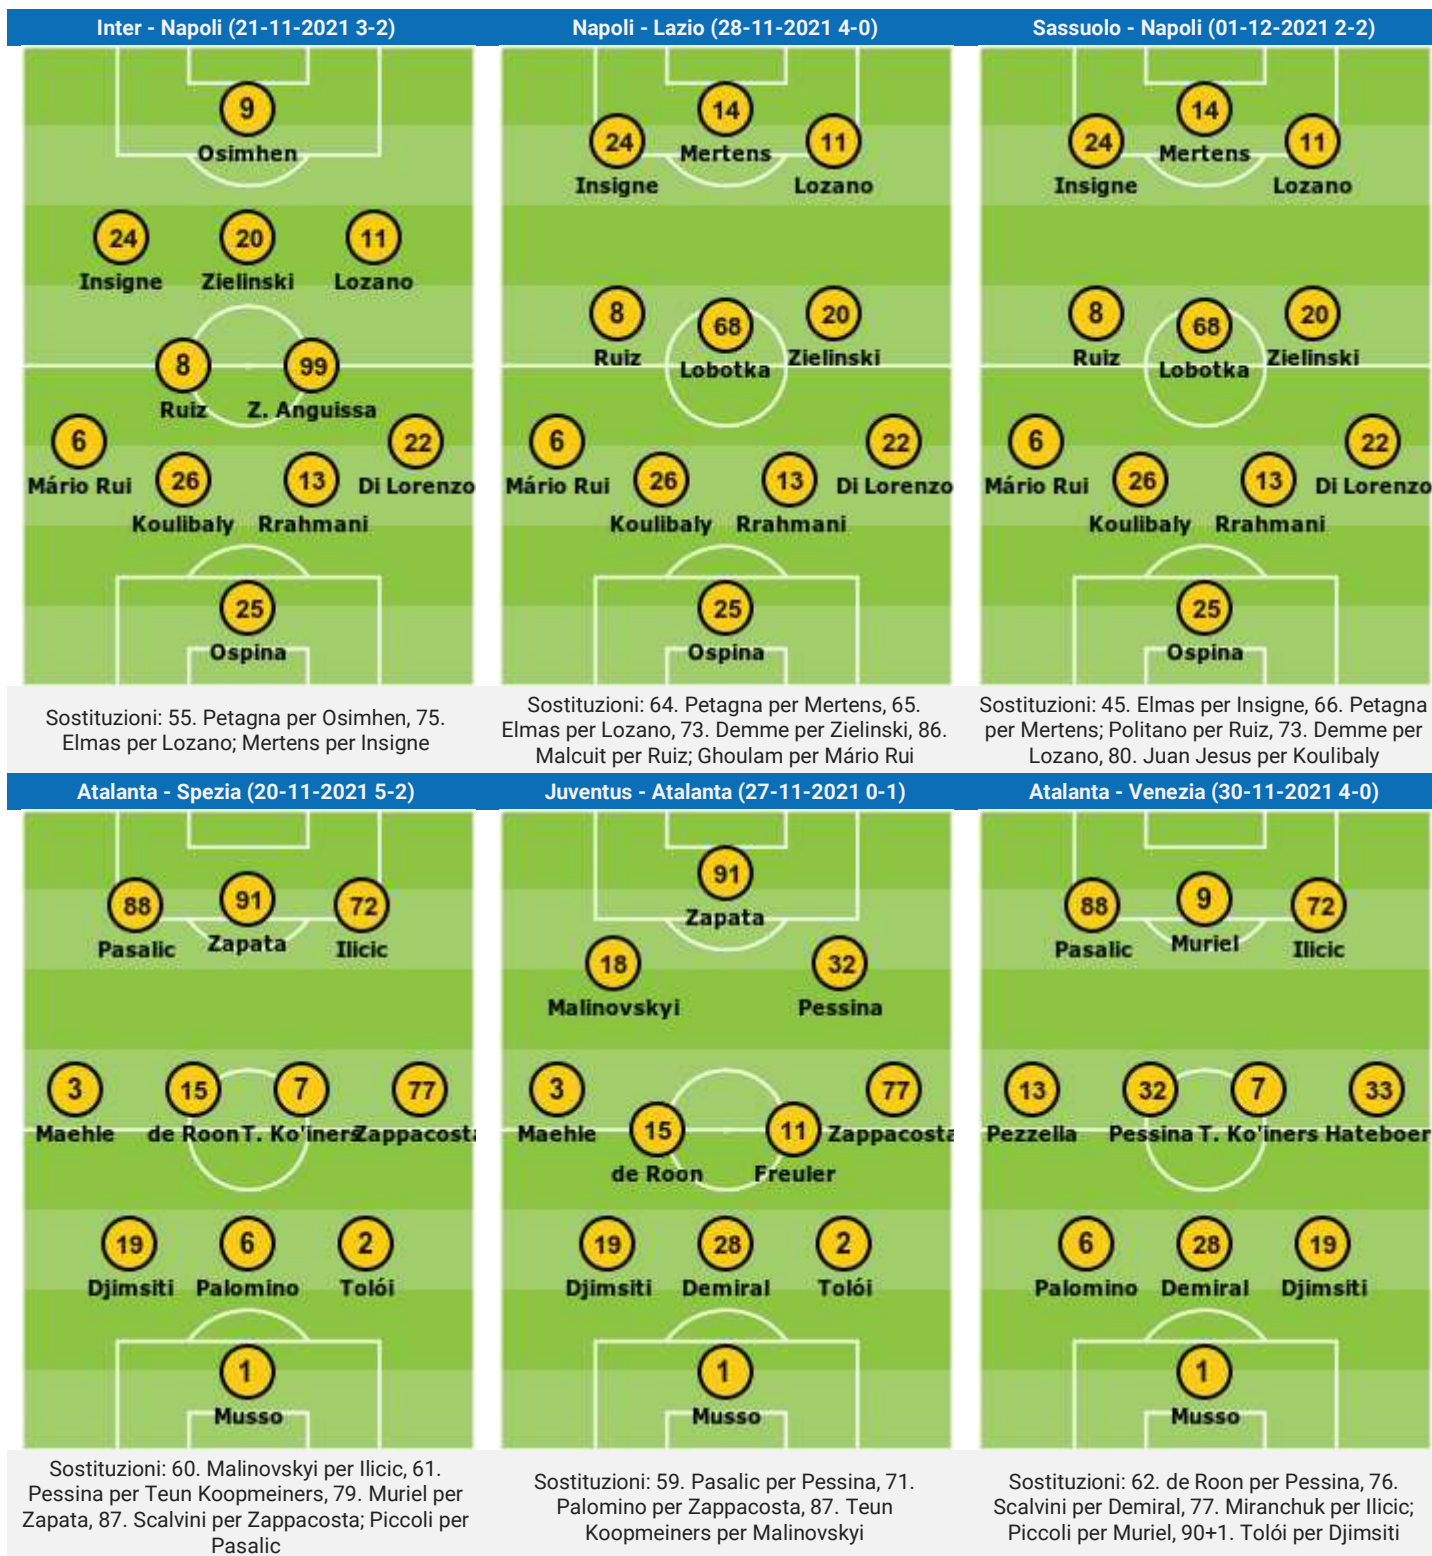 Inter - Napoli (21-11-2021 3-2)
9
Osimhen
24
20
11
Insigne
Zielinski
Lozano
8
99
Ruiz
Z. Anguissa
6
22
Mário Rui
26
13
Di Lorenzo
Koulibaly
Rrahmani
25
Ospina
Sostituzioni: 55. Petagna per Osimhen, 75.
Elmas per Lozano; Mertens per Insigne
Napoli - Lazio (28-11-2021 4-0)
14
24
Mertens
11
Insigne
Lozano
8
68
20
Ruiz
Lobotka
Zielinski
6
22
Mário Rui
26
13
Di Lorenzo
Koulibaly
Rrahmani
25
Ospina
Sostituzioni: 64. Petagna per Mertens, 65.
Elmas per Lozano, 73. Demme per Zielinski, 86.
Malcuit per Ruiz; Ghoulam per Mário Rui
Sassuolo - Napoli (01-12-2021 2-2)
14
24
Mertens
11
Insigne
Lozano
8
68
20
Ruiz
Lobotka
Zielinski
6
22
Mário Rui
26
13
Di Lorenzo
Koulibaly
Rrahmani
25
Ospina
Sostituzioni: 45. Elmas per Insigne, 66. Petagna
per Mertens; Politano per Ruiz, 73. Demme per
Lozano, 80. Juan Jesus per Koulibaly
Atalanta - Spezia (20-11-2021 5-2)
88
91
72
Pasalic
Zapata
Ilicic
3
15
7
77
Maehle
de Roon
T. Ko'iners
Zappacosta
19
6
2
Djimsiti
Palomino
Tolói
1
Musso
Sostituzioni: 60. Malinovskyi per Ilicic, 61.
Pessina per Teun Koopmeiners, 79. Muriel per
Zapata, 87. Scalvini per Zappacosta; Piccoli per
Pasalic
Juventus - Atalanta (27-11-2021 0-1)
91
Zapata
18
32
Malinovskyi
Pessina
3
77
Maehle
15
11
Zappacosta
de Roon
Freuler
19
28
2
Djimsiti
Demiral
Tolói
1
Musso
Sostituzioni: 59. Pasalic per Pessina, 71.
Palomino per Zappacosta, 87. Teun
Koopmeiners per Malinovskyi
Atalanta - Venezia (30-11-2021 4-0)
88
9
72
Pasalic
Muriel
Ilicic
13
32
7
33
Pezzella
Pessina
T. Ko'iners
Hateboer
6
28
19
Palomino
Demiral
Djimsiti
1
Musso
Sostituzioni: 62. de Roon per Pessina, 76.
Scalvini per Demiral, 77. Miranchuk per Ilicic;
Piccoli per Muriel, 90+1. Tolói per Djimsiti